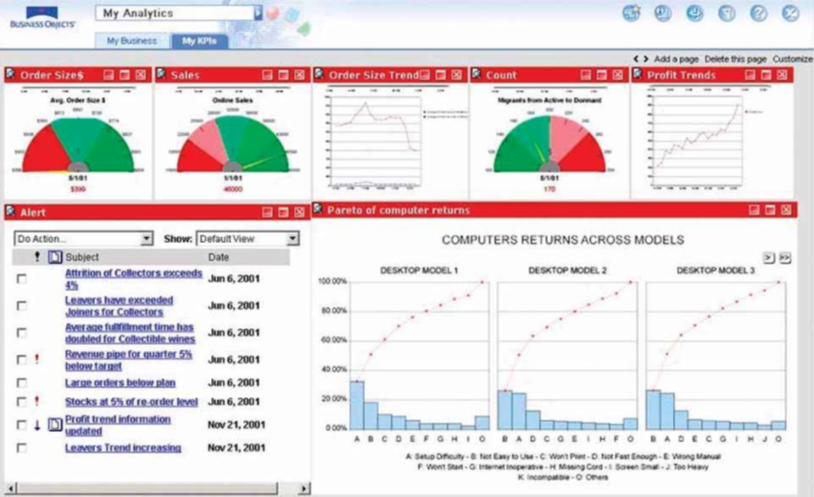 BUSINESS OBJECTS
My Analytics
My Business
My KPIs
Add a page Delete this page Customize
Order Size$
Sales
Order Size Trend
Count
Profit Trends
Avg. Order Size $
Online Sales
Migrants from Active to Dormant
5/1/01
$390
1/1/01
46000
5/1/01
170
Alert
Do Action...
Show: Default View
! Subject Date
Attrition of Collectors exceeds 4% Jun 6, 2001
Leavers have exceeded Joiners for Collectors Jun 6, 2001
Average fullfillment time has doubled for Collectible wines Jun 6, 2001
! Revenue pipe for quarter 5% below target Jun 6, 2001
Large orders below plan Jun 6, 2001
! Stocks at 5% of re-order level Jun 6, 2001
Profit trend information updated Nov 21, 2001
Leavers Trend increasing Nov 21, 2001
Pareto of computer returns
COMPUTERS RETURNS ACROSS MODELS
DESKTOP MODEL 1
DESKTOP MODEL 2
DESKTOP MODEL 3
100.00%
80.00%
60.00%
40.00%
20.00%
0.00%
A B C D E F G H I O
B A C D E F G I H O
B A C D E F G I H J O
A: Setup Difficulty - B: Not Easy to Use - C: Won't Print - D: Not Fast Enough - E: Wrong Manual
F: Won't Start - G: Internet Inoperative - H: Missing Cord - I: Screen Small - J: Too Heavy
K: Incompatible - O: Others